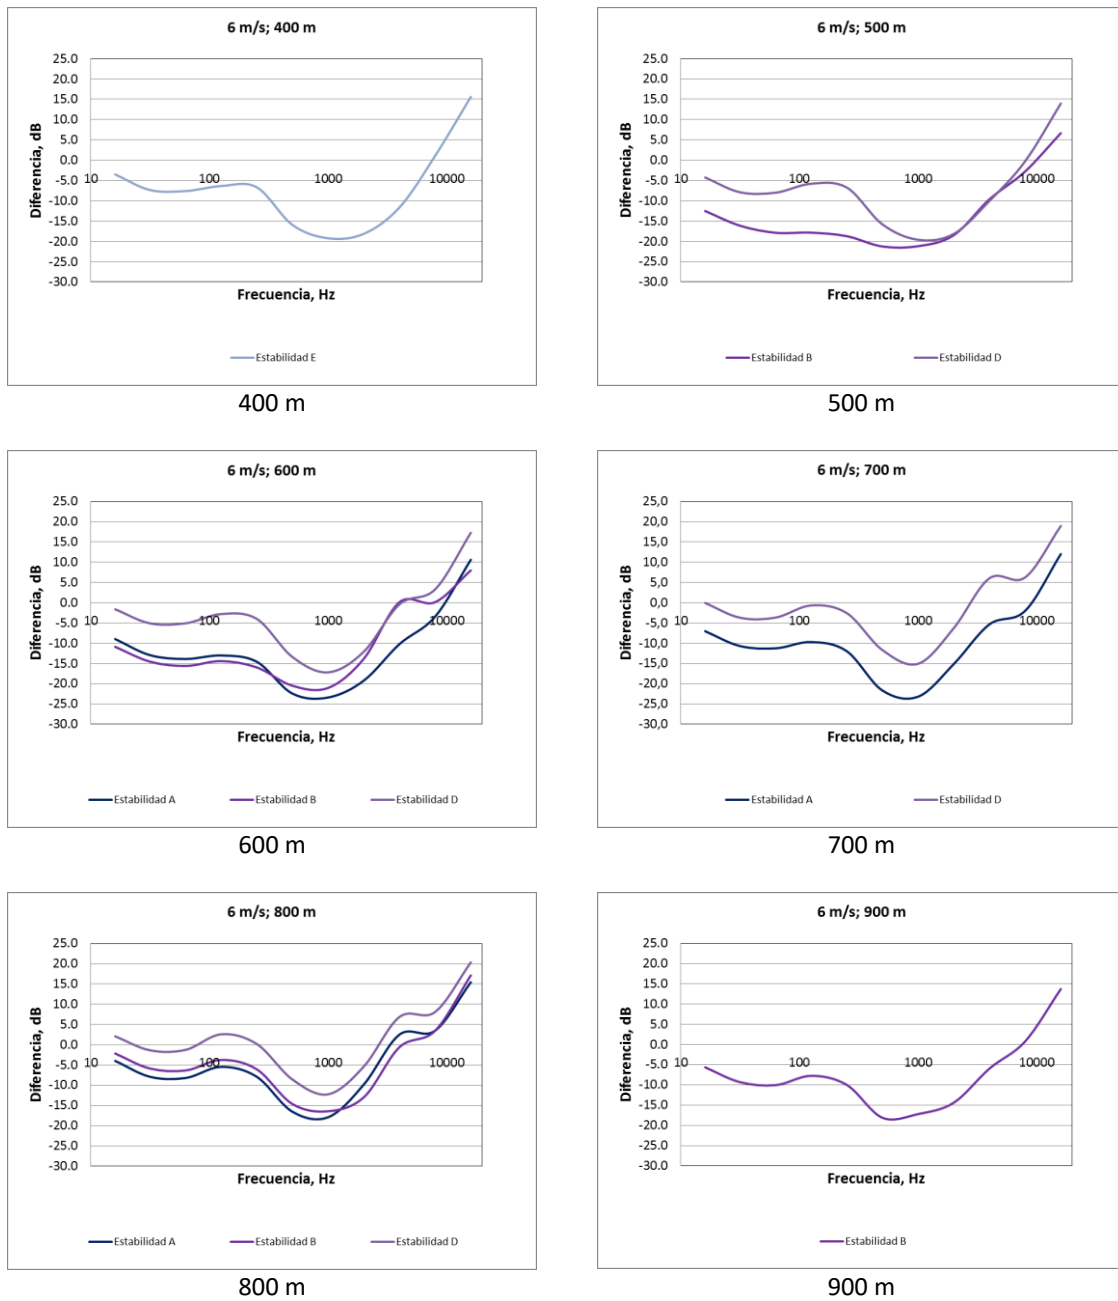 6 m/s; 400 m
25.0
20.0
15.0
10.0
5.0
0.0
-5.0
-10.0
-15.0
-20.0
-25.0
-30.0
10 100 1000 10000
Diferencia, dB
Frecuencia, Hz
Estabilidad E
400 m
6 m/s; 500 m
25.0
20.0
15.0
10.0
5.0
0.0
-5.0
-10.0
-15.0
-20.0
-25.0
-30.0
10 100 1000 10000
Diferencia, dB
Frecuencia, Hz
Estabilidad B Estabilidad D
500 m
6 m/s; 600 m
25.0
20.0
15.0
10.0
5.0
0.0
-5.0
-10.0
-15.0
-20.0
-25.0
-30.0
10 100 1000 10000
Diferencia, dB
Frecuencia, Hz
Estabilidad A Estabilidad B Estabilidad D
600 m
6 m/s; 700 m
25,0
20,0
15,0
10,0
5,0
0,0
-5,0
-10,0
-15,0
-20,0
-25,0
-30,0
10 100 1000 10000
Diferencia, dB
Frecuencia, Hz
Estabilidad A Estabilidad D
700 m
6 m/s; 800 m
25.0
20.0
15.0
10.0
5.0
0.0
-5.0
-10.0
-15.0
-20.0
-25.0
-30.0
10 100 1000 10000
Diferencia, dB
Frecuencia, Hz
Estabilidad A Estabilidad B Estabilidad D
800 m
6 m/s; 900 m
25.0
20.0
15.0
10.0
5.0
0.0
-5.0
-10.0
-15.0
-20.0
-25.0
-30.0
10 100 1000 10000
Diferencia, dB
Frecuencia, Hz
Estabilidad B
900 m